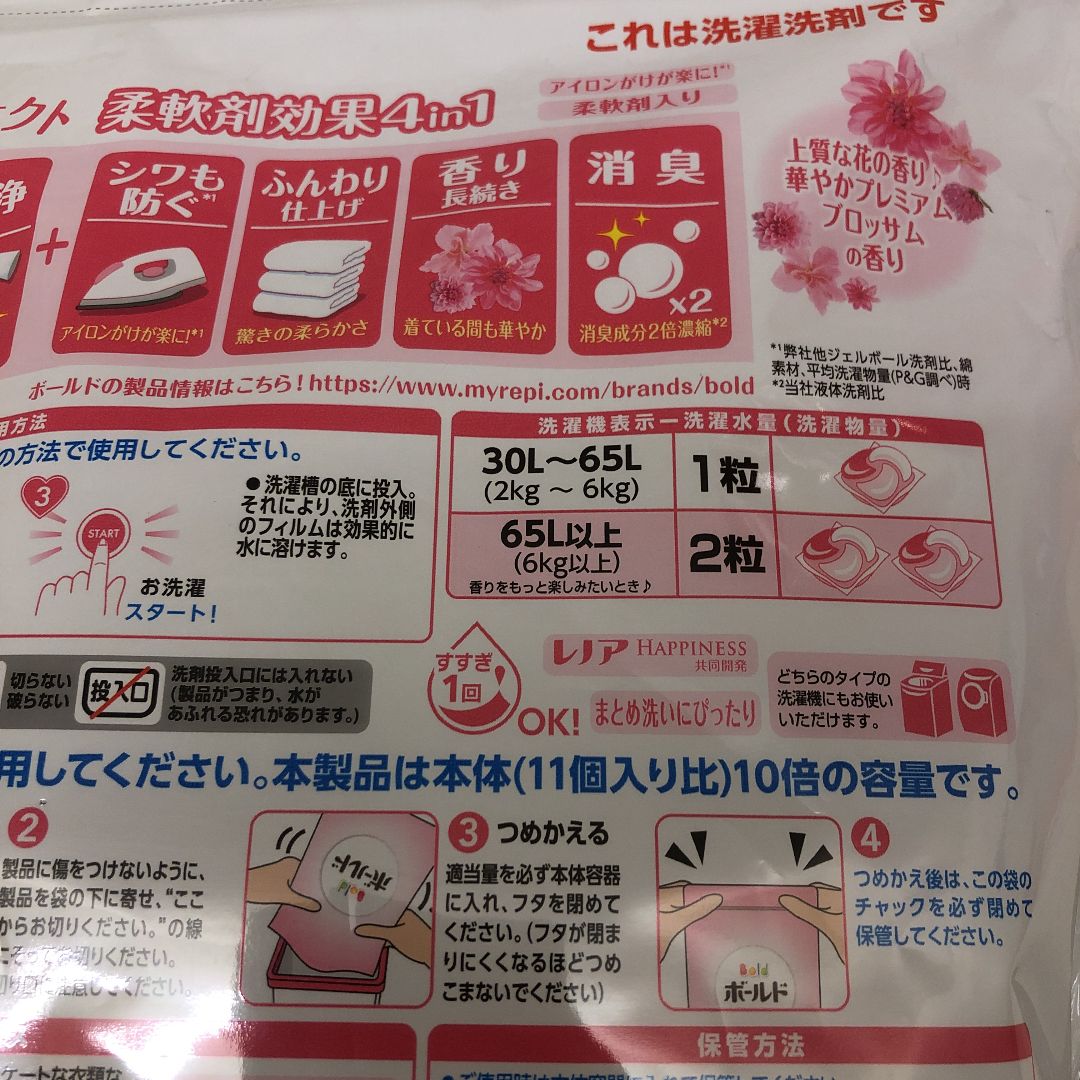 これは洗濯洗剤です
ェクト 柔軟剤効果4in1
アイロンがけが楽に!*1
柔軟剤入り
浄
+
シワも
防ぐ*1
アイロンがけが楽に!*1
ふんわり
仕上げ
驚きの柔らかさ
香り
長続き
着ている間も華やか
消臭
x2
消臭成分2倍濃縮*2
上質な花の香り♪
華やかプレミアム
ブロッサム
の香り
*1弊社他ジェルボール洗剤比、綿
素材、平均洗濯物量(P&G調べ)時
*2当社液体洗剤比
ボールドの製品情報はこちら!https://www.myrepi.com/brands/bold
用方法
の方法で使用してください。
3
START
お洗濯
スタート!
●洗濯槽の底に投入。
それにより、洗剤外側
のフィルムは効果的に
水に溶けます。
洗濯機表示ー洗濯水量(洗濯物量)
30L〜65L
(2kg 〜 6kg)
1粒
65L以上
(6kg以上)
香りをもっと楽しみたいとき♪
2粒
切らない
破らない
投入口
洗剤投入口には入れない
(製品がつまり、水が
あふれる恐れがあります。)
すすぎ
1回
OK!
レノア HAPPINESS
共同開発
まとめ洗いにぴったり
どちらのタイプの
洗濯機にもお使い
いただけます。
用してください。本製品は本体(11個入り比)10倍の容量です。
2
製品に傷をつけないように、
製品を袋の下に寄せ、“ここ
からお切りください。”の線
にそってお切りください。
Bold
ボールド
3 つめかえる
適当量を必ず本体容器
に入れ、フタを閉めて
ください。(フタが閉ま
りにくくなるほどつめ
こまないでください)
Bold
ボールド
4
つめかえ後は、この袋の
チャックを必ず閉めて
保管してください。
保管方法